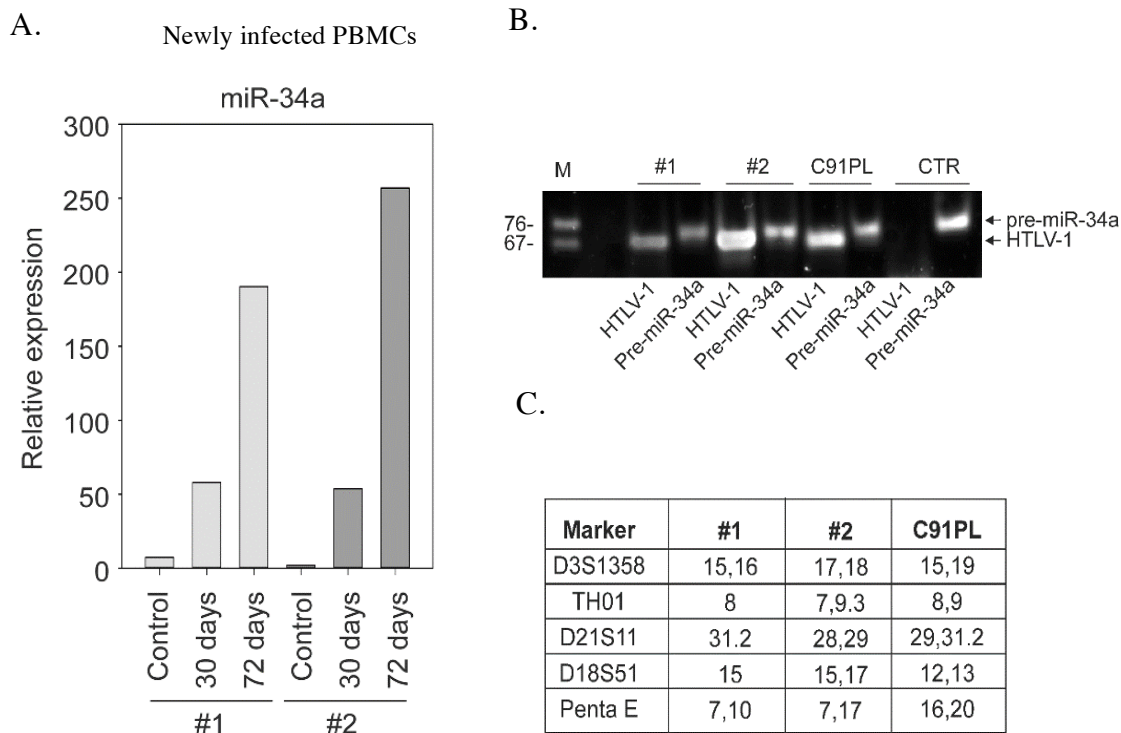 A.
Newly infected PBMCs
miR-34a
300
250
200
150
100
50
0
Relative expression
Control
30 days
72 days
Control
30 days
72 days
#1
#2
B.
M
#1
#2
C91PL
CTR
76-
67-
pre-miR-34a
HTLV-1
HTLV-1
Pre-miR-34a
HTLV-1
Pre-miR-34a
HTLV-1
Pre-miR-34a
HTLV-1
Pre-miR-34a
C.
Marker #1 #2 C91PL
D3S1358 15,16 17,18 15,19
TH01 8 7,9.3 8,9
D21S11 31.2 28,29 29,31.2
D18S51 15 15,17 12,13
Penta E 7,10 7,17 16,20